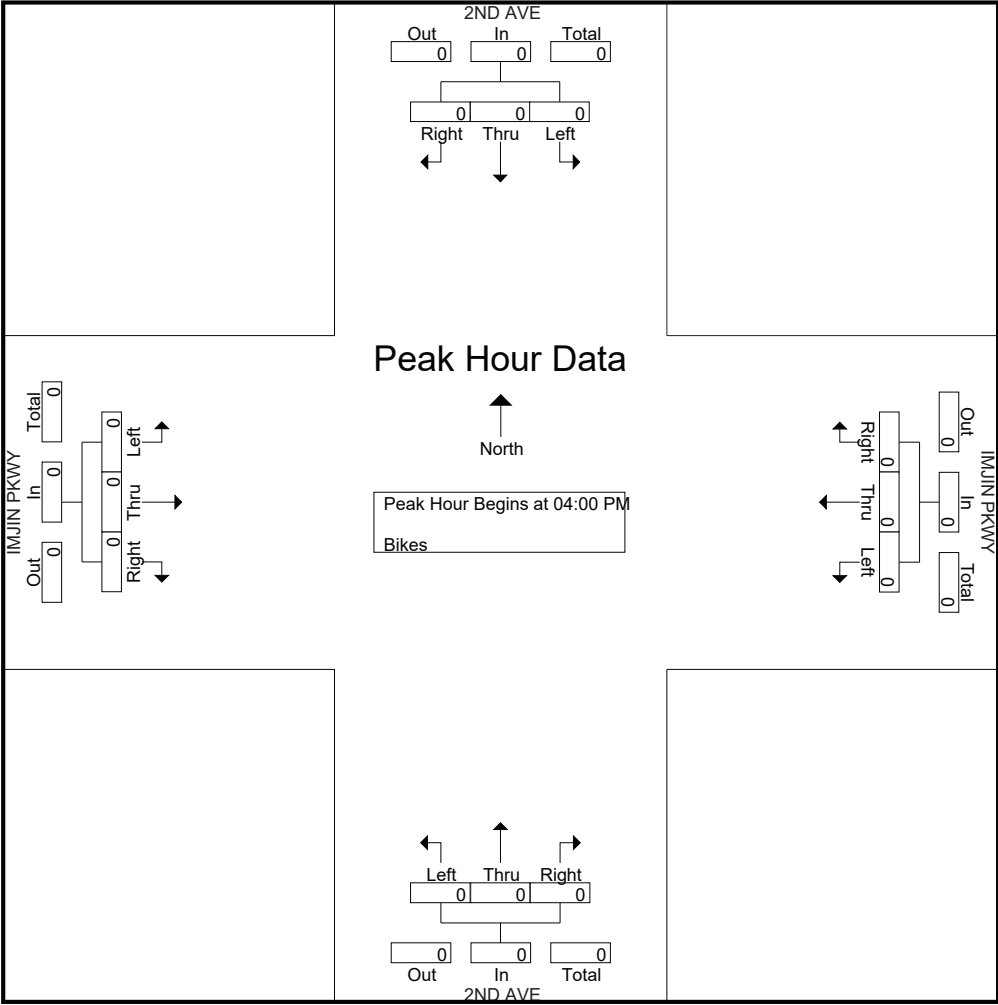 2ND AVE
Out In Total
0 0 0
0 0 0
Right Thru Left
Peak Hour Data
North
Peak Hour Begins at 04:00 PM
Bikes
IMJIN PKWY
Total In Out
0 0 0
0 0 0
Left Thru Right
Right Thru Left
0 0 0
Out In Total
0 0 0
IMJIN PKWY
Left Thru Right
0 0 0
0 0 0
Out In Total
2ND AVE